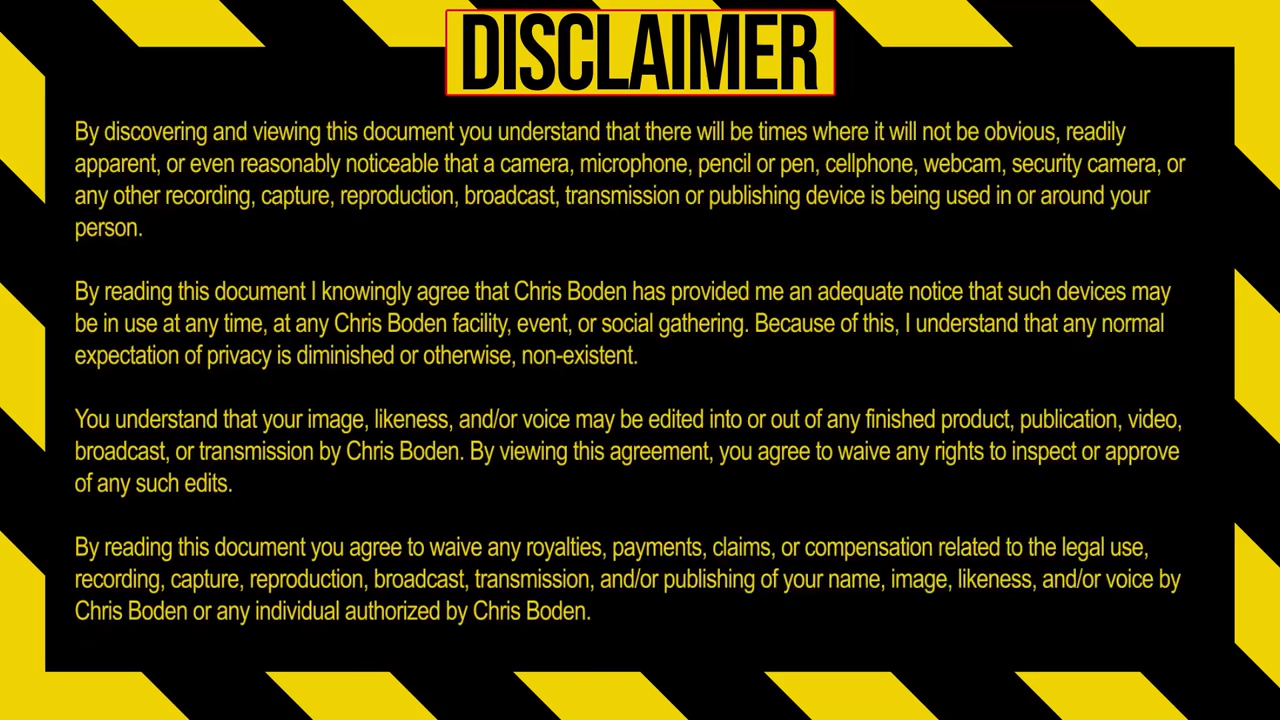 DISCLAIMER
By discovering and viewing this document you understand that there will be times where it will not be obvious, readily
apparent, or even reasonably noticeable that a camera, microphone, pencil or pen, cellphone, webcam, security camera, or
any other recording, capture, reproduction, broadcast, transmission or publishing device is being used in or around your
person.
By reading this document I knowingly agree that Chris Boden has provided me an adequate notice that such devices may
be in use at any time, at any Chris Boden facility, event, or social gathering. Because of this, I understand that any normal
expectation of privacy is diminished or otherwise, non-existent.
You understand that your image, likeness, and/or voice may be edited into or out of any finished product, publication, video,
broadcast, or transmission by Chris Boden. By viewing this agreement, you agree to waive any rights to inspect or approve
of any such edits.
By reading this document you agree to waive any royalties, payments, claims, or compensation related to the legal use,
recording, capture, reproduction, broadcast, transmission, and/or publishing of your name, image, likeness, and/or voice by
Chris Boden or any individual authorized by Chris Boden.